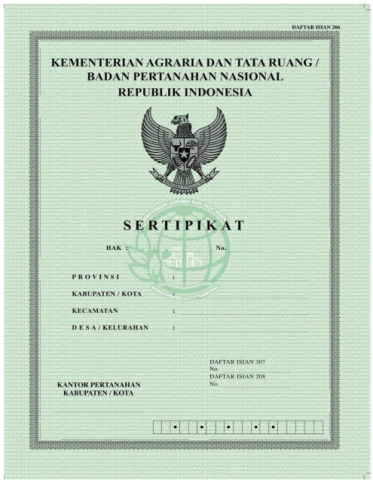 DAFTAR ISIAN 206
KEMENTERIAN AGRARIA DAN TATA RUANG /
BADAN PERTANAHAN NASIONAL
REPUBLIK INDONESIA
SERTIPIKAT
HAK : No.
PROVINSI :
KABUPATEN / KOTA :
KECAMATAN :
DESA / KELURAHAN :
DAFTAR ISIAN 307
No.
DAFTAR ISIAN 208
No.
KANTOR PERTANAHAN
KABUPATEN / KOTA